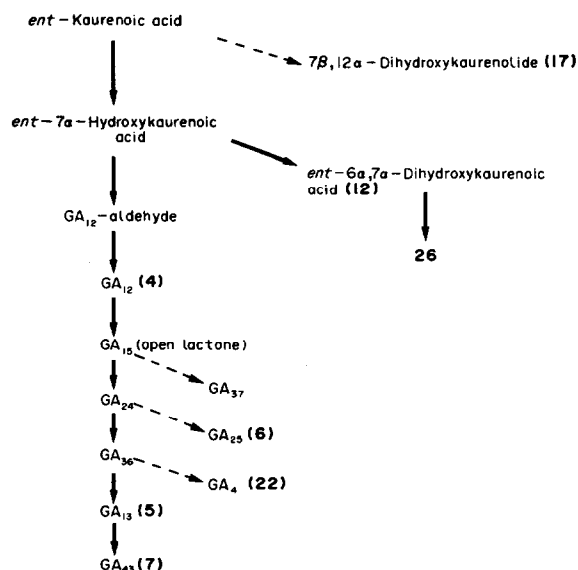 ent-Kaurenoic acid
7β,12α-Dihydroxykaurenolide (17)
ent-7α-Hydroxykaurenoic
acid
ent-6α,7α-Dihydroxykaurenoic
acid (12)
GA12-aldehyde
26
GA12 (4)
GA15 (open lactone)
GA37
GA24
GA25 (6)
GA36
GA4 (22)
GA13 (5)
GA43 (7)